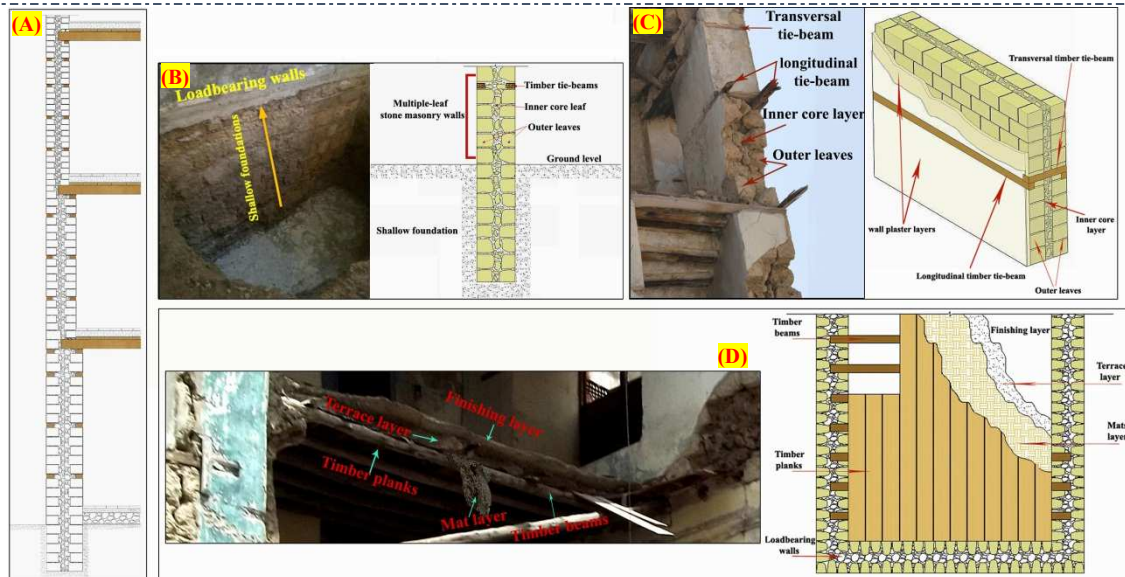 (A)
(B)
Loadbearing walls
Shallow foundations
Multiple-leaf
stone masonry walls
Timber tie-beams
Inner core leaf
Outer leaves
Ground level
Shallow foundation
(C)
Transversal
tie-beam
longitudinal
tie-beam
Inner core layer
Outer leaves
Transversal timber tie-beam
wall plaster layers
Inner core
layer
Longitudinal timber tie-beam
Outer leaves
(D)
Terrace layer
Finishing layer
Timber planks
Mat layer
Timber beams
Timber
beams
Finishing layer
Terrace
layer
Mats
layer
Timber
planks
Loadbearing
walls